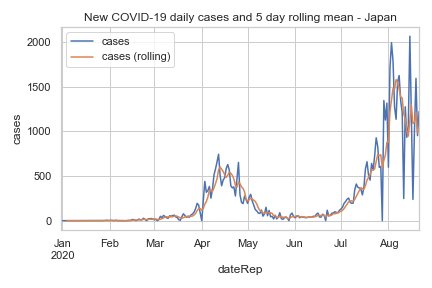 New COVID-19 daily cases and 5 day rolling mean - Japan
cases
cases (rolling)
2000
1500
1000
500
0
cases
Jan Feb Mar Apr May Jun Jul Aug
2020
dateRep